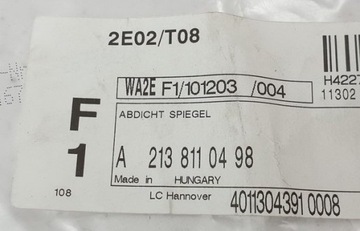 2E02/T08
H422
11302
WA2E F1/101203 /004
F
1
ABDICHT SPIEGEL
A 213 811 04 98
Made in HUNGARY
108
LC Hannover
4011304391 0008